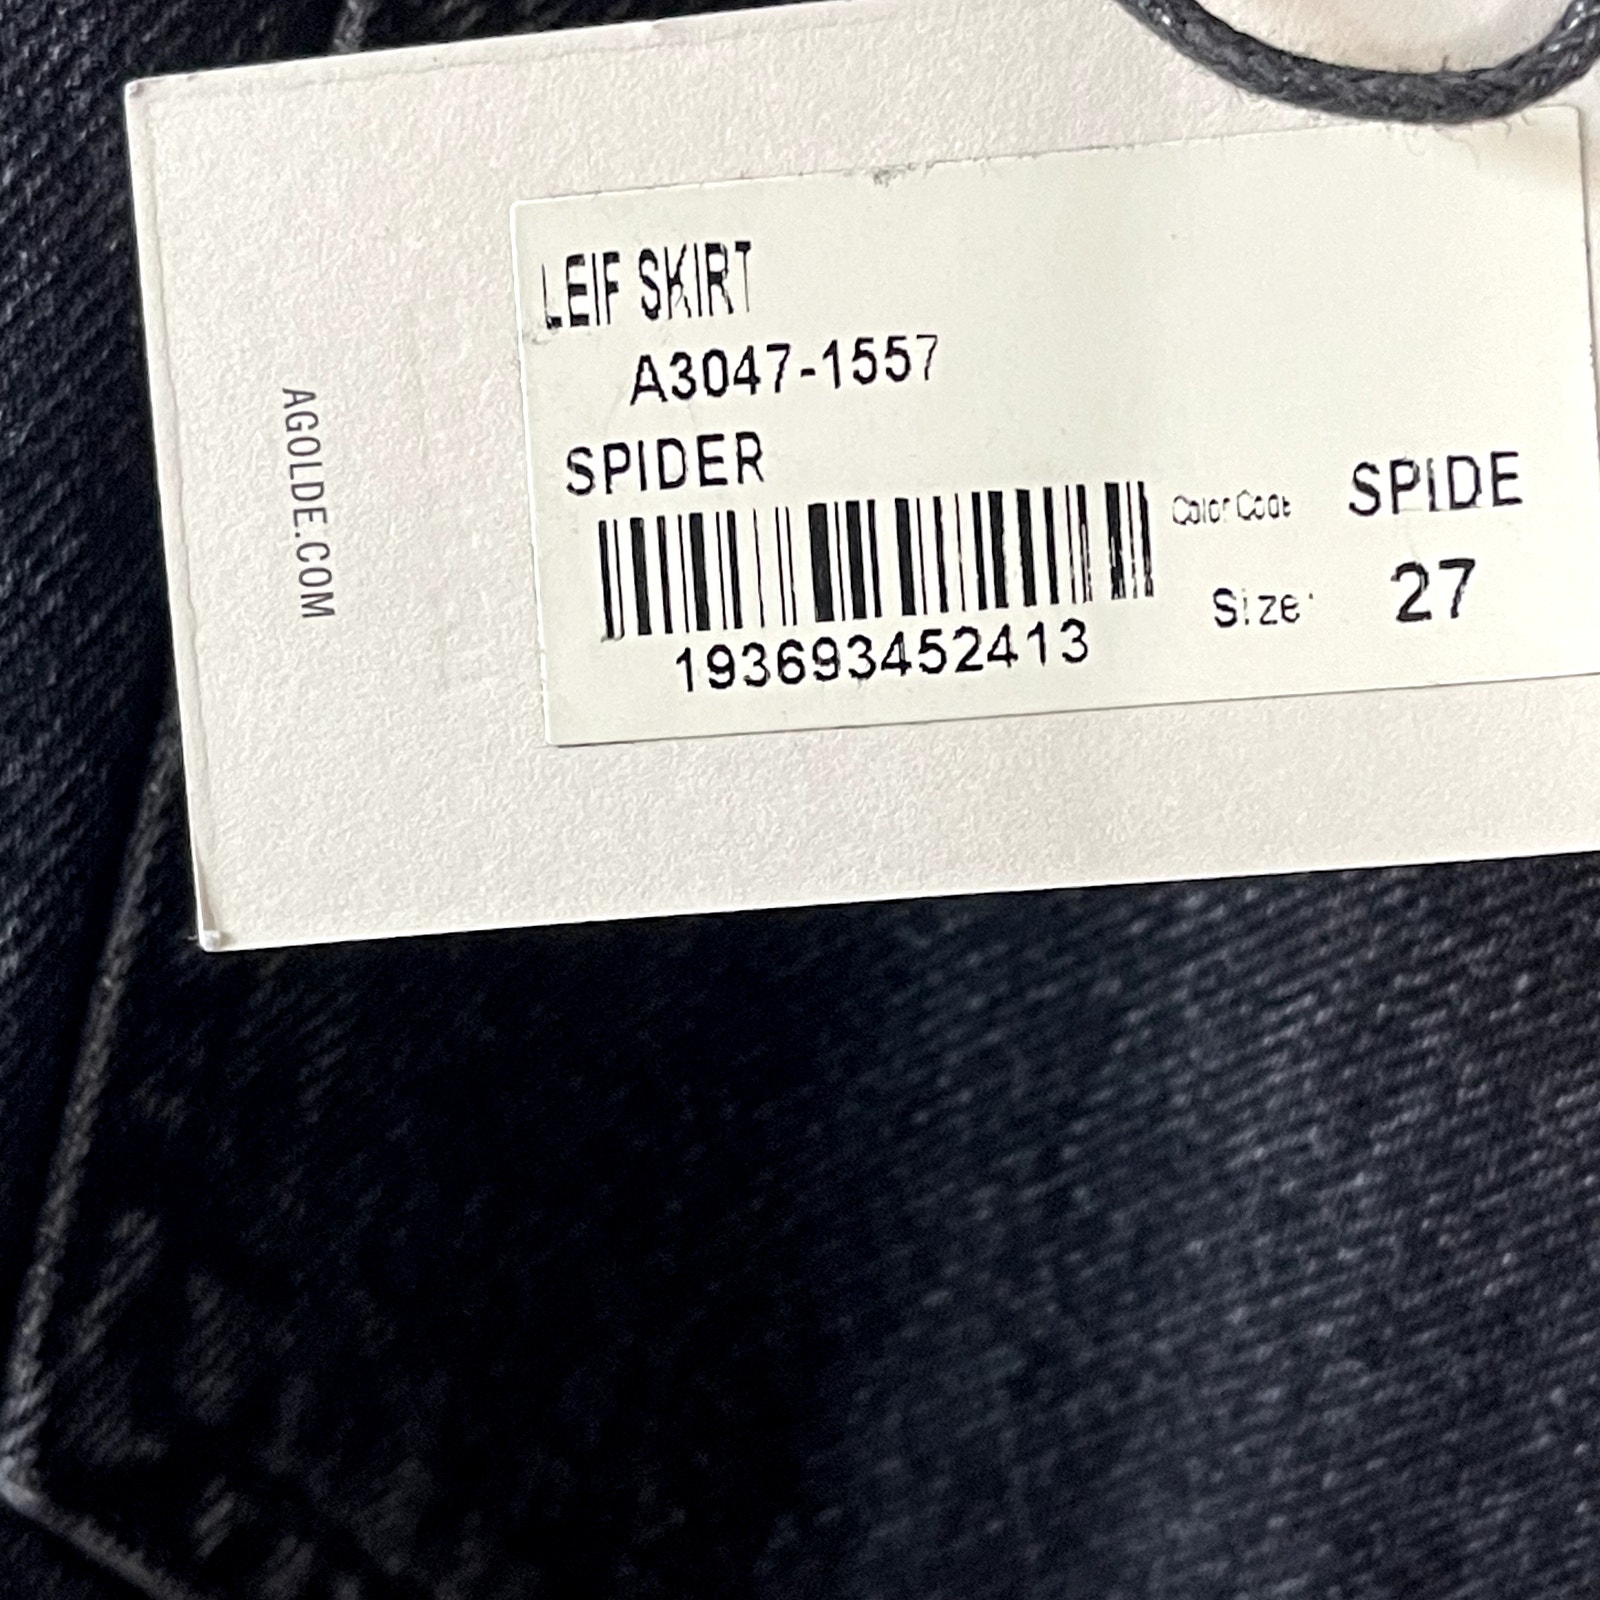 LEIF SKIRT
A3047-1557
SPIDER
Color Code SPIDE
Size: 27
193693452413
AGOLDE.COM